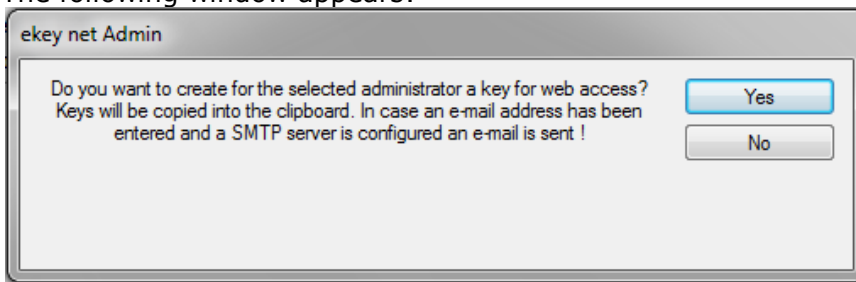 The following window appears:
ekey net Admin
Do you want to create for the selected administrator a key for web access?
Keys will be copied into the clipboard. In case an e-mail address has been
entered and a SMTP server is configured an e-mail is sent !
Yes
No